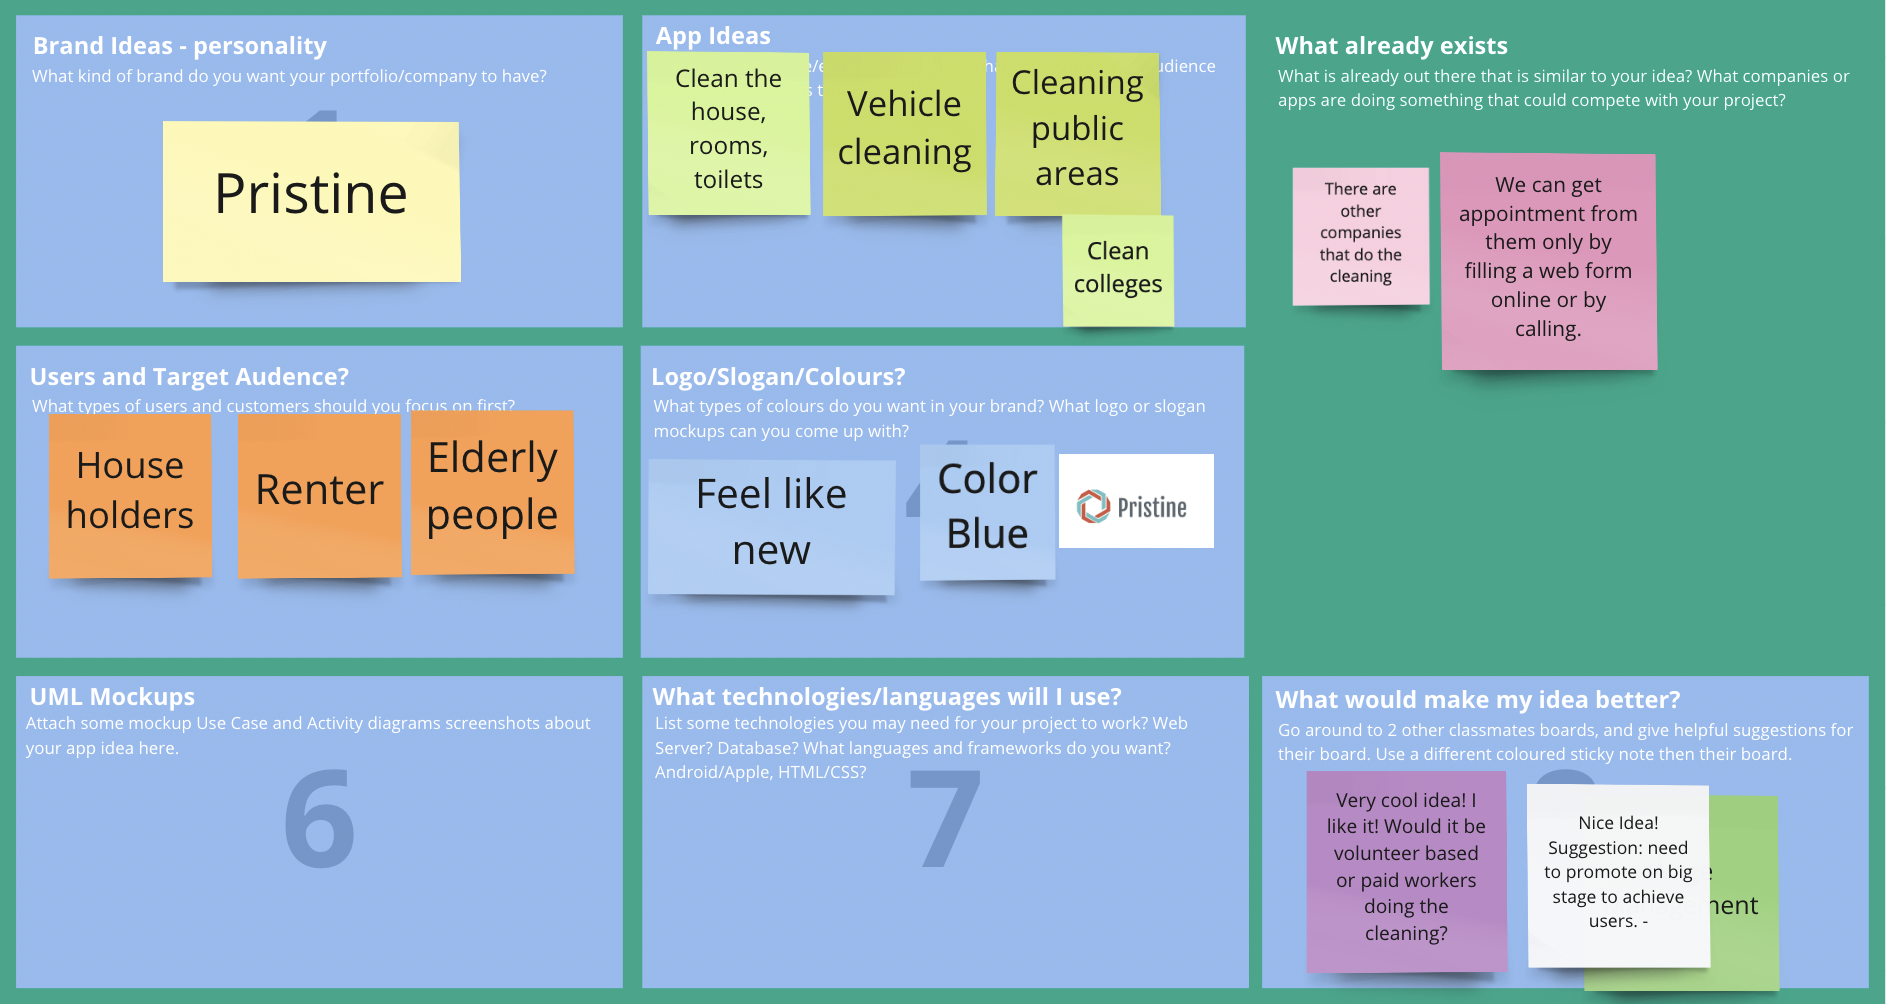 Brand Ideas - personality
What kind of brand do you want your portfolio/company to have?
Pristine
App Ideas
Clean the
house,
rooms,
toilets
Vehicle
cleaning
Cleaning
public
areas
Clean
colleges
What already exists
What is already out there that is similar to your idea? What companies or
apps are doing something that could compete with your project?
There are
other
companies
that do the
cleaning
We can get
appointment from
them only by
filling a web form
online or by
calling.
Users and Target Audence?
What types of users and customers should you focus on first?
House
holders
Renter
Elderly
people
Logo/Slogan/Colours?
What types of colours do you want in your brand? What logo or slogan
mockups can you come up with?
Feel like
new
Color
Blue
Pristine
UML Mockups
Attach some mockup Use Case and Activity diagrams screenshots about
your app idea here.
6
What technologies/languages will I use?
List some technologies you may need for your project to work? Web
Server? Database? What languages and frameworks do you want?
Android/Apple, HTML/CSS?
7
What would make my idea better?
Go around to 2 other classmates boards, and give helpful suggestions for
their board. Use a different coloured sticky note then their board.
Very cool idea! I
like it! Would it be
volunteer based
or paid workers
doing the
cleaning?
Nice Idea!
Suggestion: need
to promote on big
stage to achieve
users. -